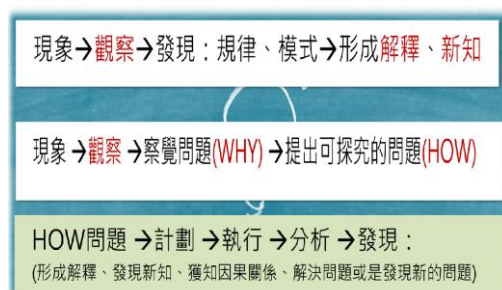 現象→觀察→發現：規律、模式→形成解釋、新知
現象→觀察→察覺問題(WHY)→提出可探究的問題(HOW)
HOW問題→計劃→執行→分析→發現：
(形成解釋、發現新知、獲知因果關係、解決問題或是發現新的問題)